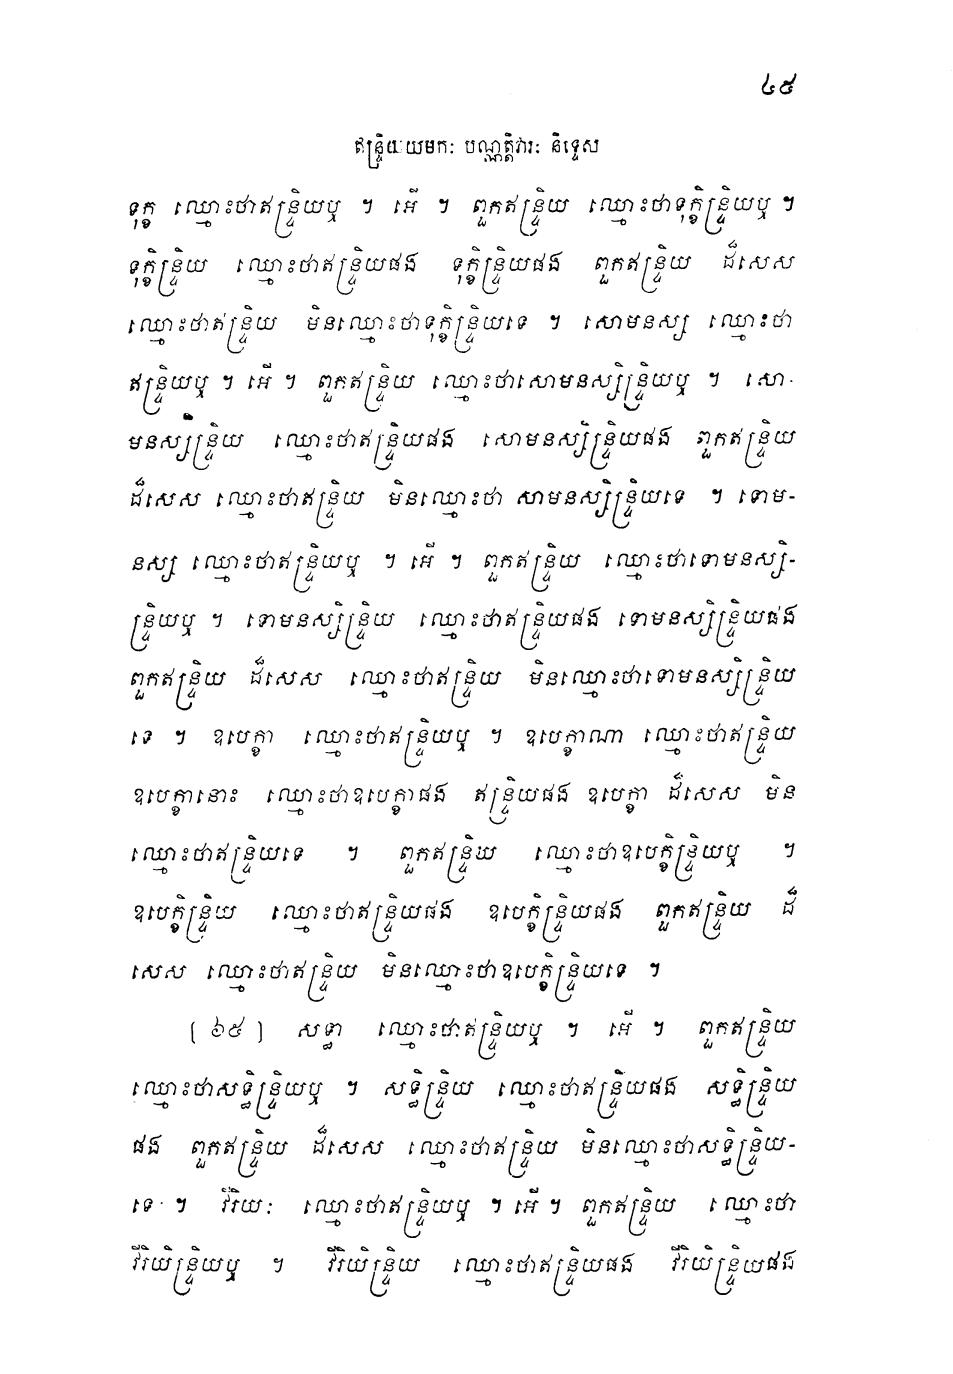 ៤៥
ឥន្ទ្រិយយមកៈ បណ្ណត្តិវារៈ និទ្ទេស
ទុក្ខ ឈ្មោះថាឥន្ទ្រិយឬ ។ អើ ។ ពួកឥន្ទ្រិយ ឈ្មោះថាទុក្ខិន្ទ្រិយឬ ។
ទុក្ខិន្ទ្រិយ ឈ្មោះថាឥន្ទ្រិយផង ទុក្ខិន្ទ្រិយផង ពួកឥន្ទ្រិយ ដ៏សេស
ឈ្មោះថាឥន្ទ្រិយ មិនឈ្មោះថាទុក្ខិន្ទ្រិយទេ ។ សោមនស្ស ឈ្មោះថា
ឥន្ទ្រិយឬ ។ អើ ។ ពួកឥន្ទ្រិយ ឈ្មោះថាសោមនស្សិន្ទ្រិយឬ ។ សោ-
មនស្សិន្ទ្រិយ ឈ្មោះថាឥន្ទ្រិយផង សោមនស្សិន្ទ្រិយផង ពួកឥន្ទ្រិយ
ដ៏សេស ឈ្មោះថាឥន្ទ្រិយ មិនឈ្មោះថា សាមនស្សិន្ទ្រិយទេ ។ ទោម-
នស្ស ឈ្មោះថាឥន្ទ្រិយឬ ។ អើ ។ ពួកឥន្ទ្រិយ ឈ្មោះថាទោមនស្សិ-
ន្ទ្រិយឬ ។ ទោមនស្សិន្ទ្រិយ ឈ្មោះថាឥន្ទ្រិយផង ទោមនស្សិន្ទ្រិយផង
ពួកឥន្ទ្រិយ ដ៏សេស ឈ្មោះថាឥន្ទ្រិយ មិនឈ្មោះថាទោមនស្សិន្ទ្រិយ
ទេ ។ ឧបេក្ខា ឈ្មោះថាឥន្ទ្រិយឬ ។ ឧបេក្ខាណា ឈ្មោះថាឥន្ទ្រិយ
ឧបេក្ខានោះ ឈ្មោះថាឧបេក្ខាផង ឥន្ទ្រិយផង ឧបេក្ខា ដ៏សេស មិន
ឈ្មោះថាឥន្ទ្រិយទេ ។ ពួកឥន្ទ្រិយ ឈ្មោះថាឧបេក្ខិន្ទ្រិយឬ ។
ឧបេក្ខិន្ទ្រិយ ឈ្មោះថាឥន្ទ្រិយផង ឧបេក្ខិន្ទ្រិយផង ពួកឥន្ទ្រិយ ដ៏
សេស ឈ្មោះថាឥន្ទ្រិយ មិនឈ្មោះថាឧបេក្ខិន្ទ្រិយទេ ។
[ ៦៥ ] សទ្ធា ឈ្មោះថាឥន្ទ្រិយឬ ។ អើ ។ ពួកឥន្ទ្រិយ
ឈ្មោះថាសទ្ធិន្ទ្រិយឬ ។ សទ្ធិន្ទ្រិយ ឈ្មោះថាឥន្ទ្រិយផង សទ្ធិន្ទ្រិយ
ផង ពួកឥន្ទ្រិយ ដ៏សេស ឈ្មោះថាឥន្ទ្រិយ មិនឈ្មោះថាសទ្ធិន្ទ្រិយ-
ទេ ។ វីរិយៈ ឈ្មោះថាឥន្ទ្រិយឬ ។ អើ ។ ពួកឥន្ទ្រិយ ឈ្មោះថា
វីរិយិន្ទ្រិយឬ ។ វីរិយិន្ទ្រិយ ឈ្មោះថាឥន្ទ្រិយផង វីរិយិន្ទ្រិយផង